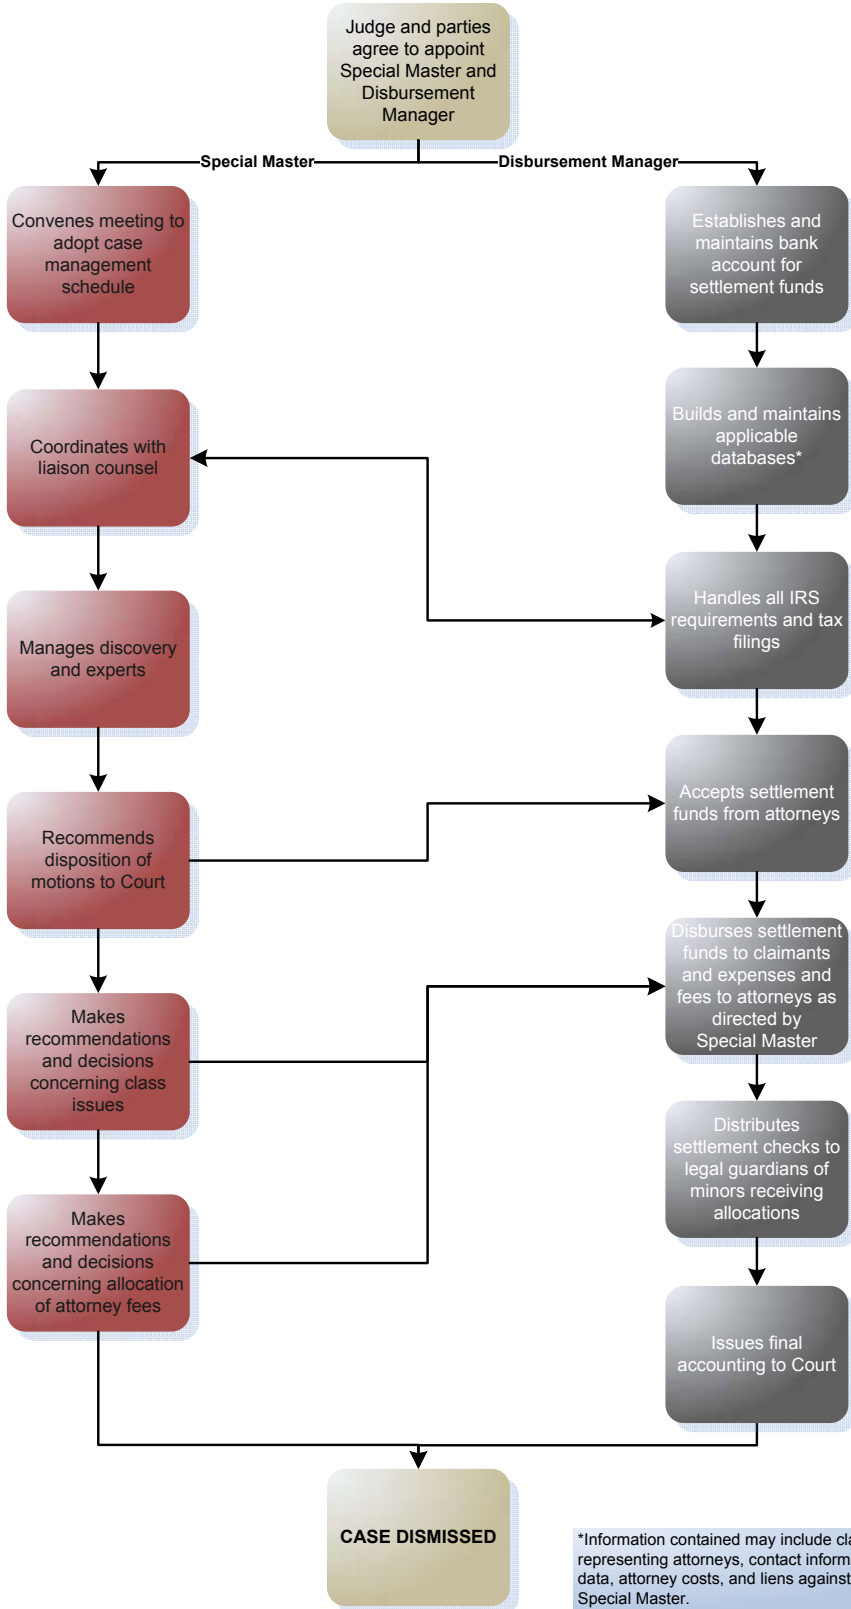 Judge and parties
agree to appoint
Special Master and
Disbursement
Manager
Special Master
Disbursement Manager
Convenes meeting to
adopt case
management
schedule
Establishes and
maintains bank
account for
settlement funds
Coordinates with
liaison counsel
Builds and maintains
applicable
databases*
Manages discovery
and experts
Handles all IRS
requirements and tax
filings
Recommends
disposition of
motions to Court
Accepts settlement
funds from attorneys
Makes
recommendations
and decisions
concerning class
issues
Disburses settlement
funds to claimants
and expenses and
fees to attorneys as
directed by
Special Master
Makes
recommendations
and decisions
concerning allocation
of attorney fees
Distributes
settlement checks to
legal guardians of
minors receiving
allocations
Issues final
accounting to Court
CASE DISMISSED
*Information contained may include
representing attorneys, contact
data, attorney costs, and liens against
Special Master.